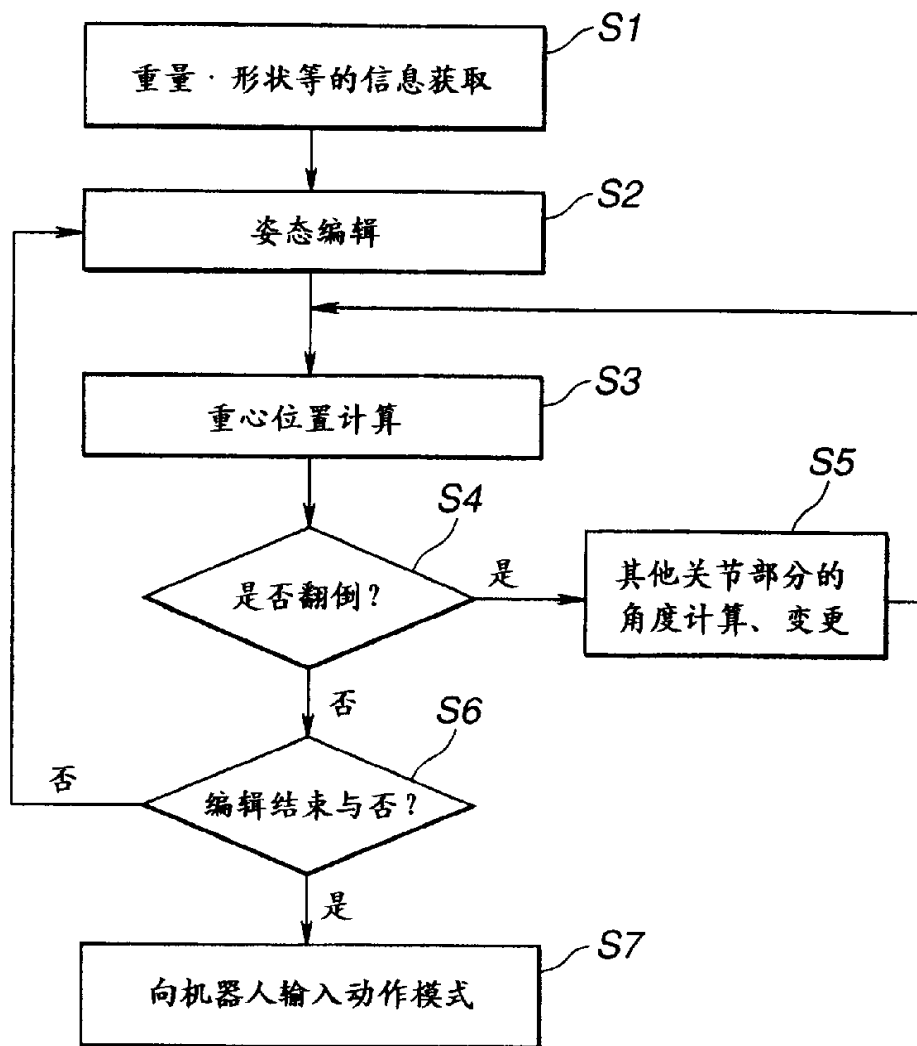 S1
重量·形状等的信息获取
S2
姿态编辑
S3
重心位置计算
S4
是否翻倒？
是
S5
其他关节部分的
角度计算、变更
否
S6
编辑结束与否？
否
是
S7
向机器人输入动作模式